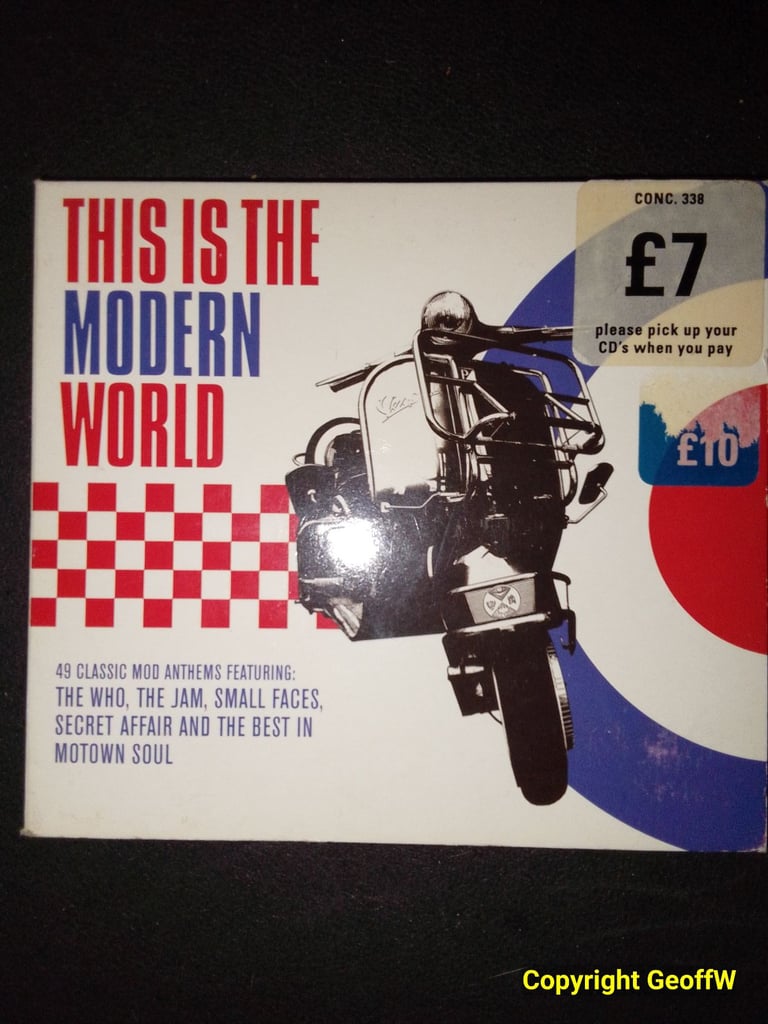 THIS IS THE
MODERN
WORLD
CONC. 338
£7
please pick up your
CD's when you pay
£10
49 CLASSIC MOD ANTHEMS FEATURING:
THE WHO, THE JAM, SMALL FACES,
SECRET AFFAIR AND THE BEST IN
MOTOWN SOUL
Copyright GeoffW